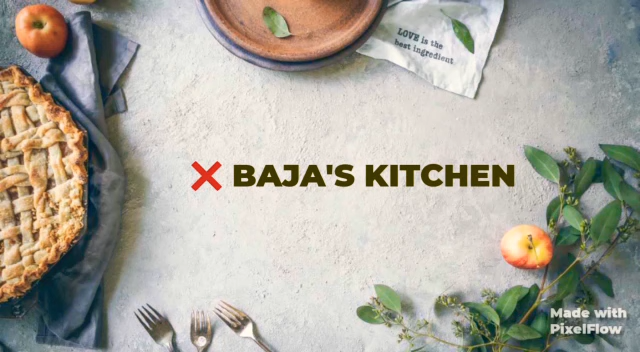 LOVE is the
best ingredient
❌ BAJA'S KITCHEN
Made with
PixelFlow